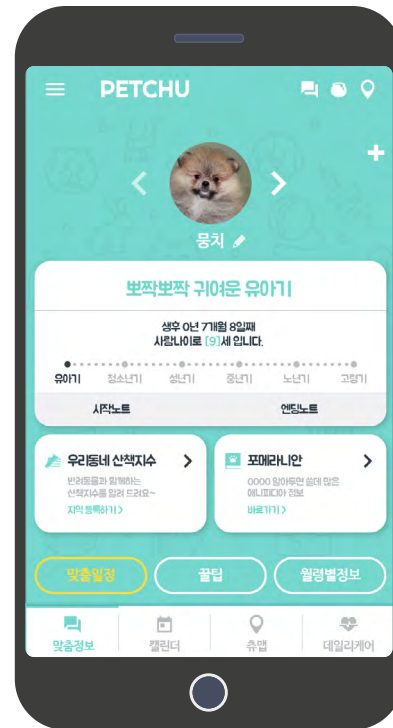 PETCHU
뭉치
뽀짝뽀짝 귀여운 유아기
생후 0년 7개월 8일째
사람나이로 [9]세 입니다.
유아기 청소년기 성년기 중년기 노년기 고령기
시작노트 엔딩노트
우리동네 산책지수
반려동물과 함께하는
산책지수를 알려 드려요~
지역 등록하기 >
포메라니안
0000 알아두면 쓸데 많은
애니피디아 정보
바로가기 >
맞춤일정 꿀팁 월령별정보
맞춤정보 캘린더 츄맵 데일리케어